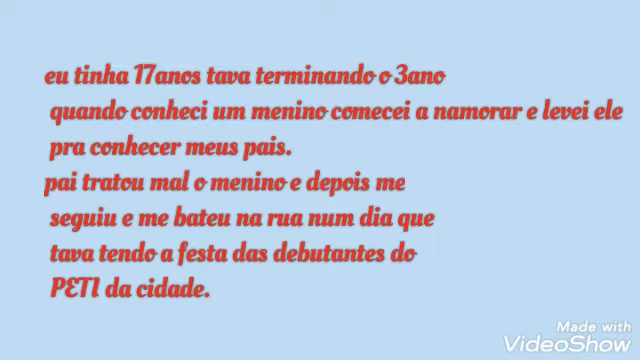 eu tinha 17anos tava terminando o 3ano
quando conheci um menino comecei a namorar e levei ele
pra conhecer meus pais.
pai tratou mal o menino e depois me
seguiu e me bateu na rua num dia que
tava tendo a festa das debutantes do
PETI da cidade.
Made with
VideoShow